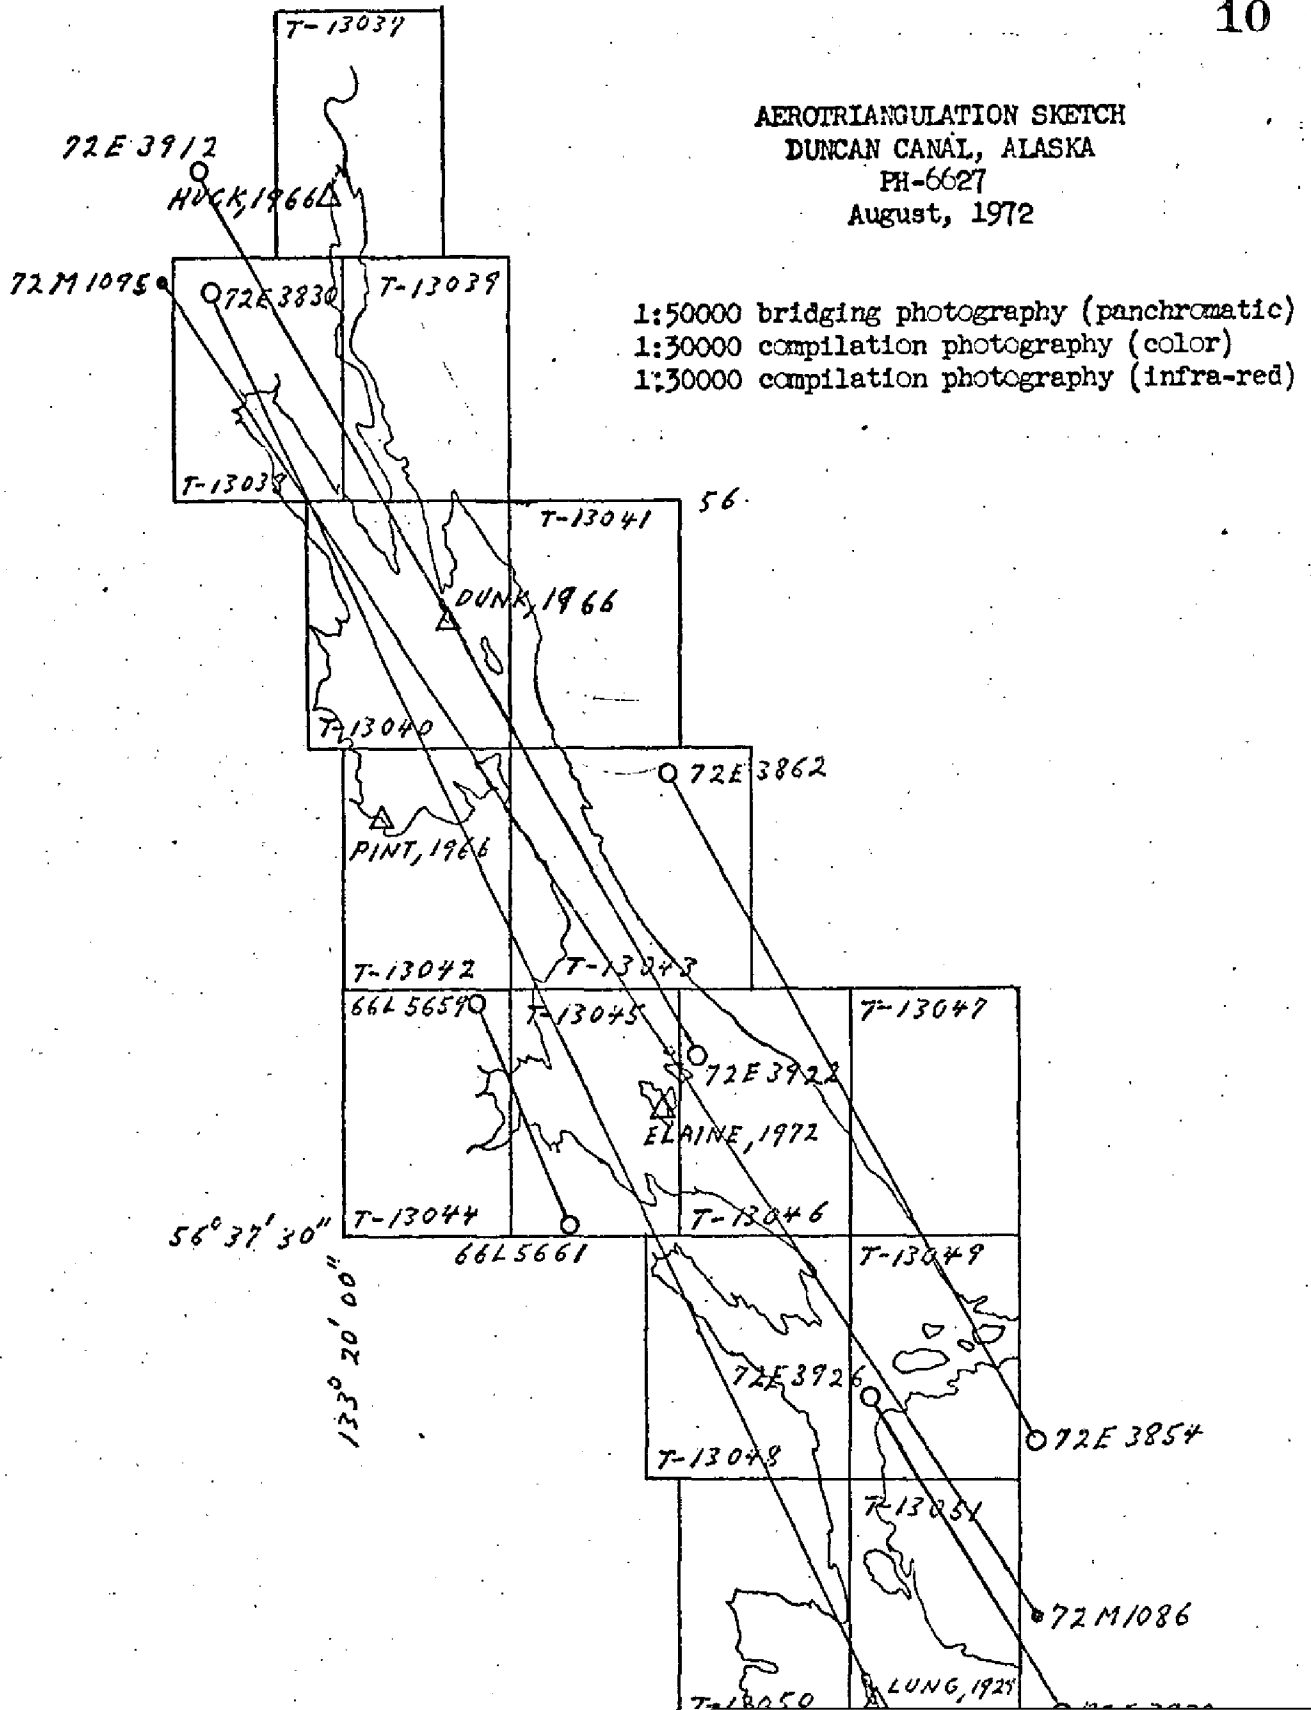 10
T-13037
AEROTRIANGULATION SKETCH
DUNCAN CANAL, ALASKA
PH-6627
August, 1972
72E 3912
HUCK, 1966
72M 1095
72E 3830
T-13039
1:50000 bridging photography (panchromatic)
1:30000 compilation photography (color)
1:30000 compilation photography (infra-red)
T-13038
56
T-13041
DUNK, 1966
T-13040
72E 3862
PINT, 1966
T-13042
T-13043
66L 5659
T-13045
T-13047
72E 3922
ELAINE, 1972
T-13044
T-13046
56° 37' 30"
66L 5661
T-13049
133° 20' 00"
72E 3926
72E 3854
T-13048
T-13051
72M 1086
LUNG, 1929
T-13050